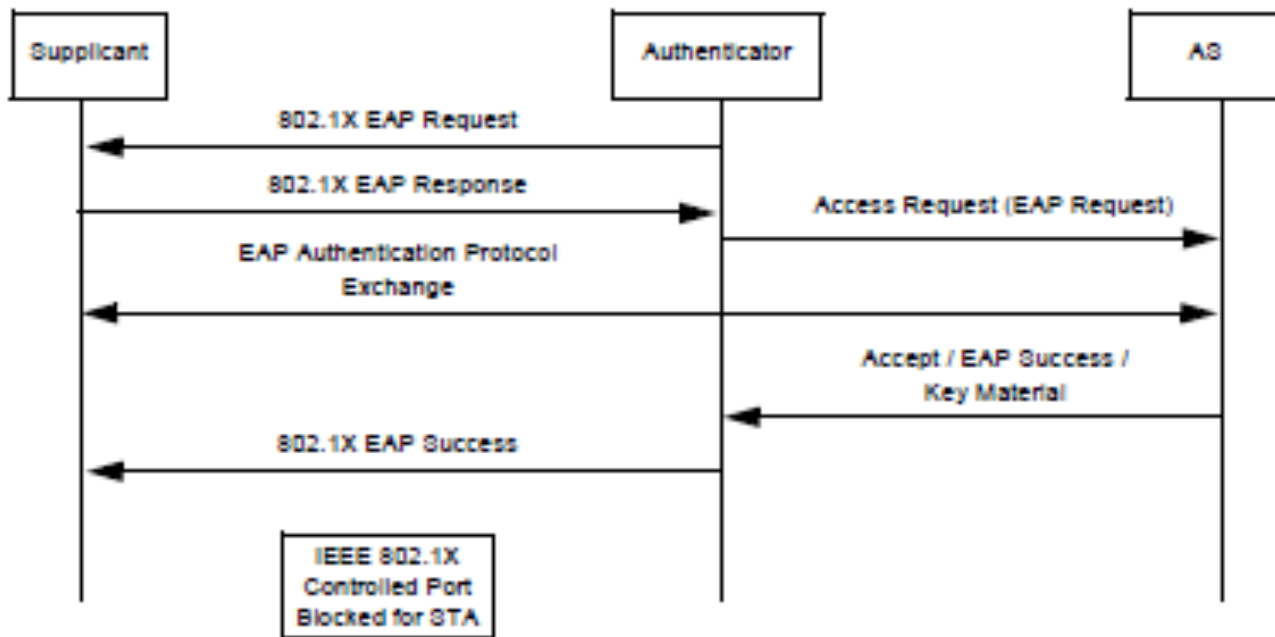 Supplicant
Authenticator
AS
802.1X EAP Request
802.1X EAP Response
Access Request (EAP Request)
EAP Authentication Protocol
Exchange
Accept / EAP Success /
Key Material
802.1X EAP Success
IEEE 802.1X
Controlled Port
Blocked for STA